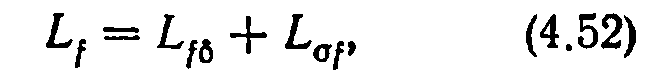 L_f = L_{fδ} + L_{σf},     (4.52)